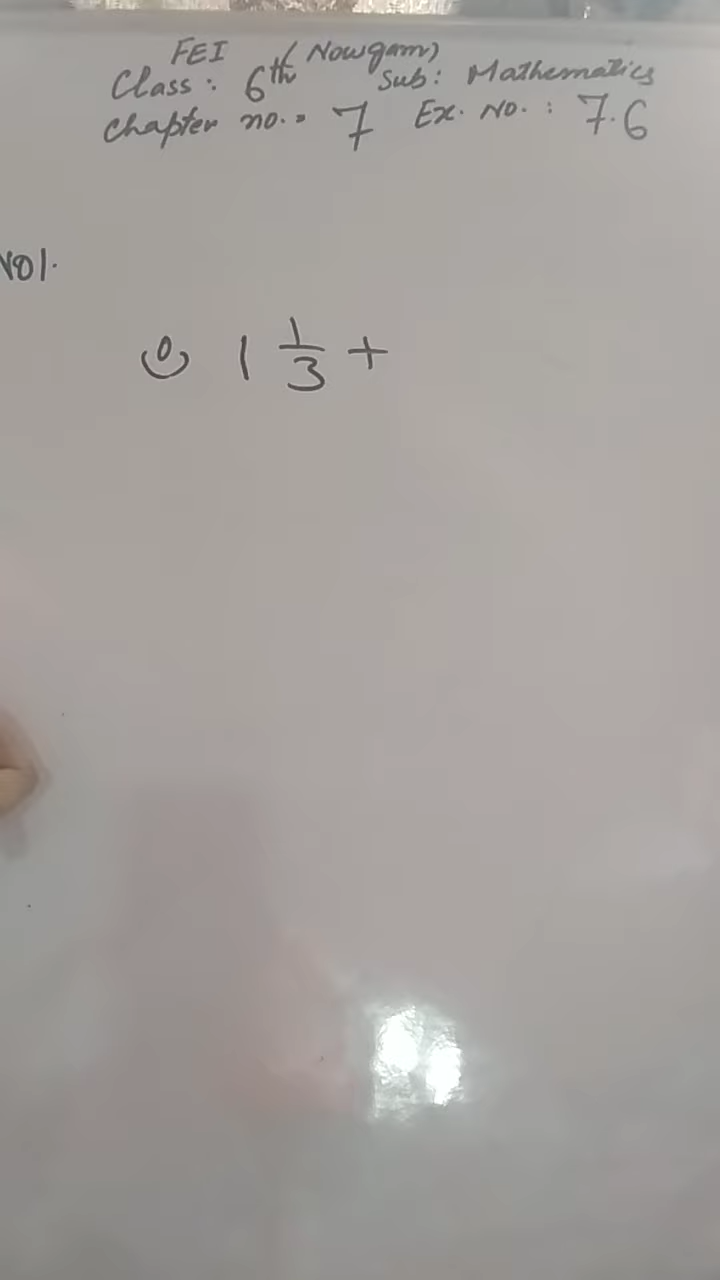 FEI (Nowgam)
Class: 6th Sub: Mathematics
Chapter no.: 7 Ex. No.: 7.6
No1.
1 1/3 +